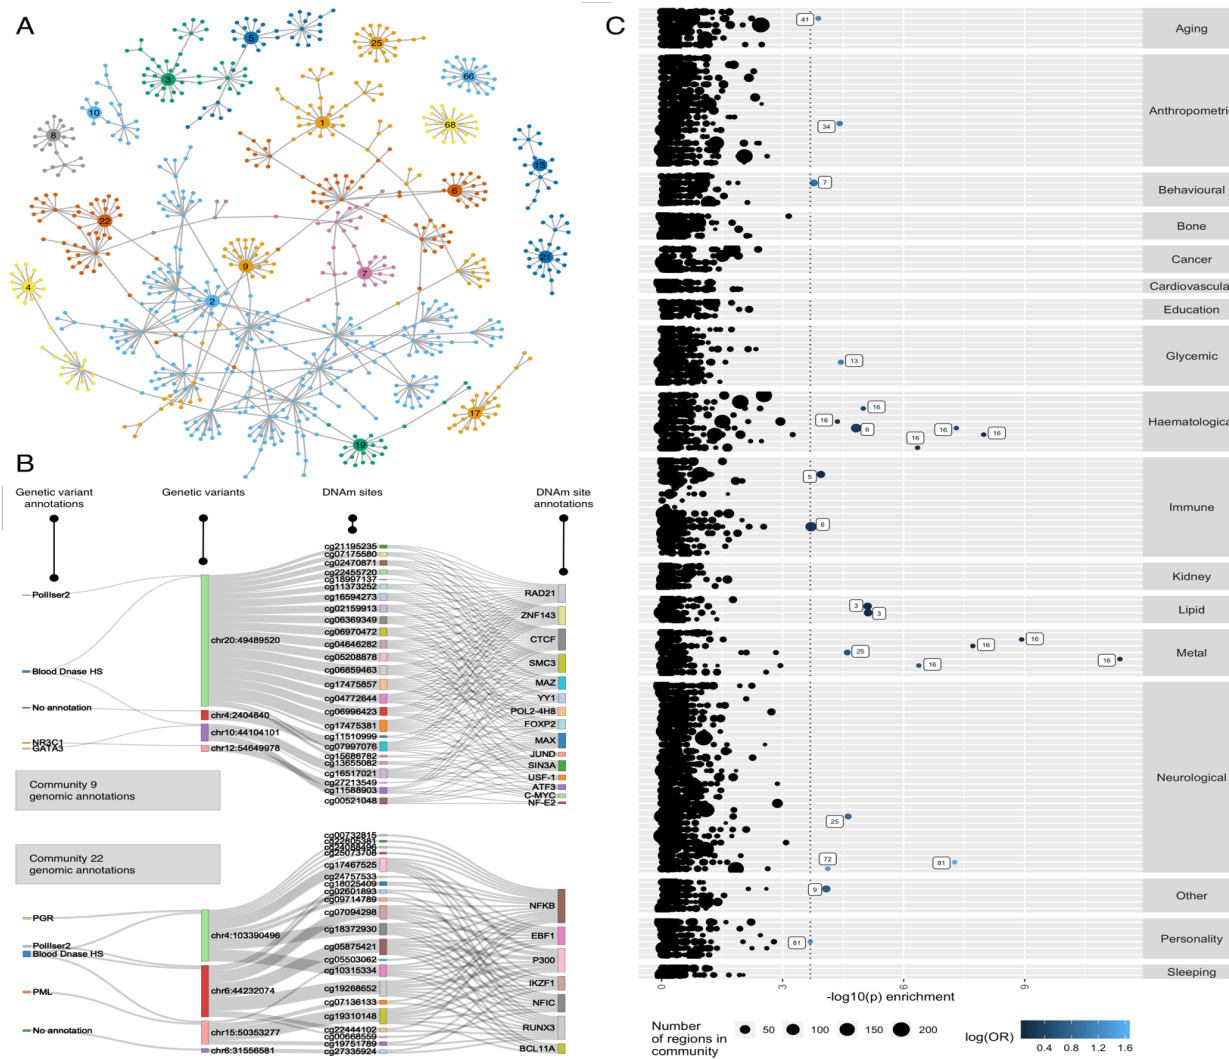 A
5
25
3
66
10
1
68
8
13
6
22
9
7
21
4
2
17
19
B
Genetic variant
annotations
Genetic variants
DNAm sites
DNAm site
annotations
PolIIser2
Blood Dnase HS
No annotation
NR3C1
GATA3
chr20:49489520
chr4:2404840
chr10:44104101
chr12:54649978
cg21195235
cg07175580
cg02470871
cg22455720
cg18997137
cg11373252
cg16594273
cg02159913
cg06369349
cg06970472
cg04646282
cg05208878
cg06859463
cg17475857
cg04772644
cg06996423
cg17475381
cg11510999
cg07997076
cg15686762
cg13655082
cg16517021
cg27213549
cg11588903
cg00521048
RAD21
ZNF143
CTCF
SMC3
MAZ
YY1
POL2-4H8
FOXP2
MAX
JUND
SIN3A
USF-1
ATF3
C-MYC
NF-E2
Community 9
genomic annotations
Community 22
genomic annotations
PGR
PolIIser2
Blood Dnase HS
PML
No annotation
chr4:103390496
chr6:44232074
chr15:50353277
chr6:31556581
cg00732815
cg24088496
cg25073708
cg17467525
cg24757533
cg18025409
cg02601893
cg09714789
cg07094298
cg18372930
cg05875421
cg05503062
cg10315334
cg19268652
cg07136133
cg19310148
cg22444102
cg00668559
cg19751789
cg27335924
NFKB
EBF1
P300
IKZF1
NFIC
RUNX3
BCL11A
C
41
Aging
34
Anthropometric
7
Behavioural
Bone
Cancer
Cardiovascula
Education
13
Glycemic
16
16
6
16
16
16
Haematologica
5
6
Immune
Kidney
3
3
Lipid
16
16
25
16
16
Metal
25
72
81
Neurological
9
Other
81
Personality
Sleeping
0
3
6
9
-log10(p) enrichment
Number
of regions in
community
50
100
150
200
log(OR)
0.4
1.0
1.6